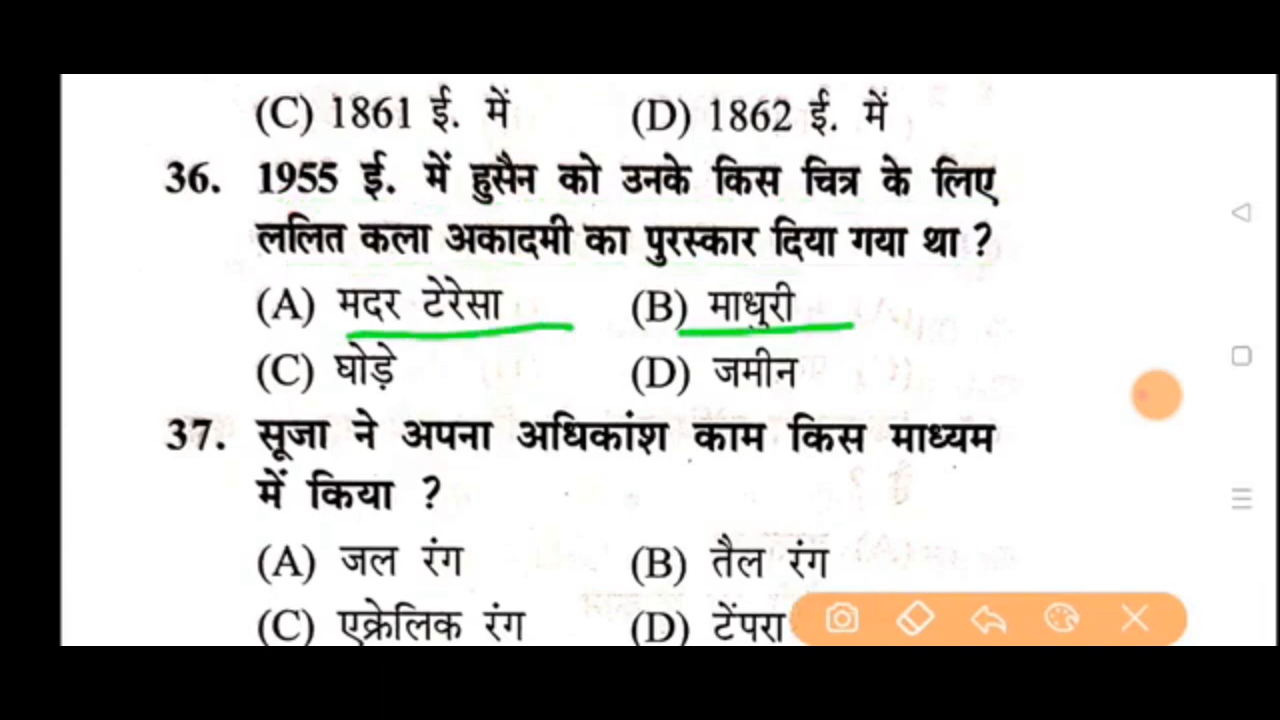 (C) 1861 ई. में (D) 1862 ई. में
36. 1955 ई. में हुसैन को उनके किस चित्र के लिए
ललित कला अकादमी का पुरस्कार दिया गया था ?
(A) मदर टेरेसा (B) माधुरी
(C) घोड़े (D) जमीन
37. सूजा ने अपना अधिकांश काम किस माध्यम
में किया ?
(A) जल रंग (B) तैल रंग
(C) एक्रेलिक रंग (D) टेंपरा